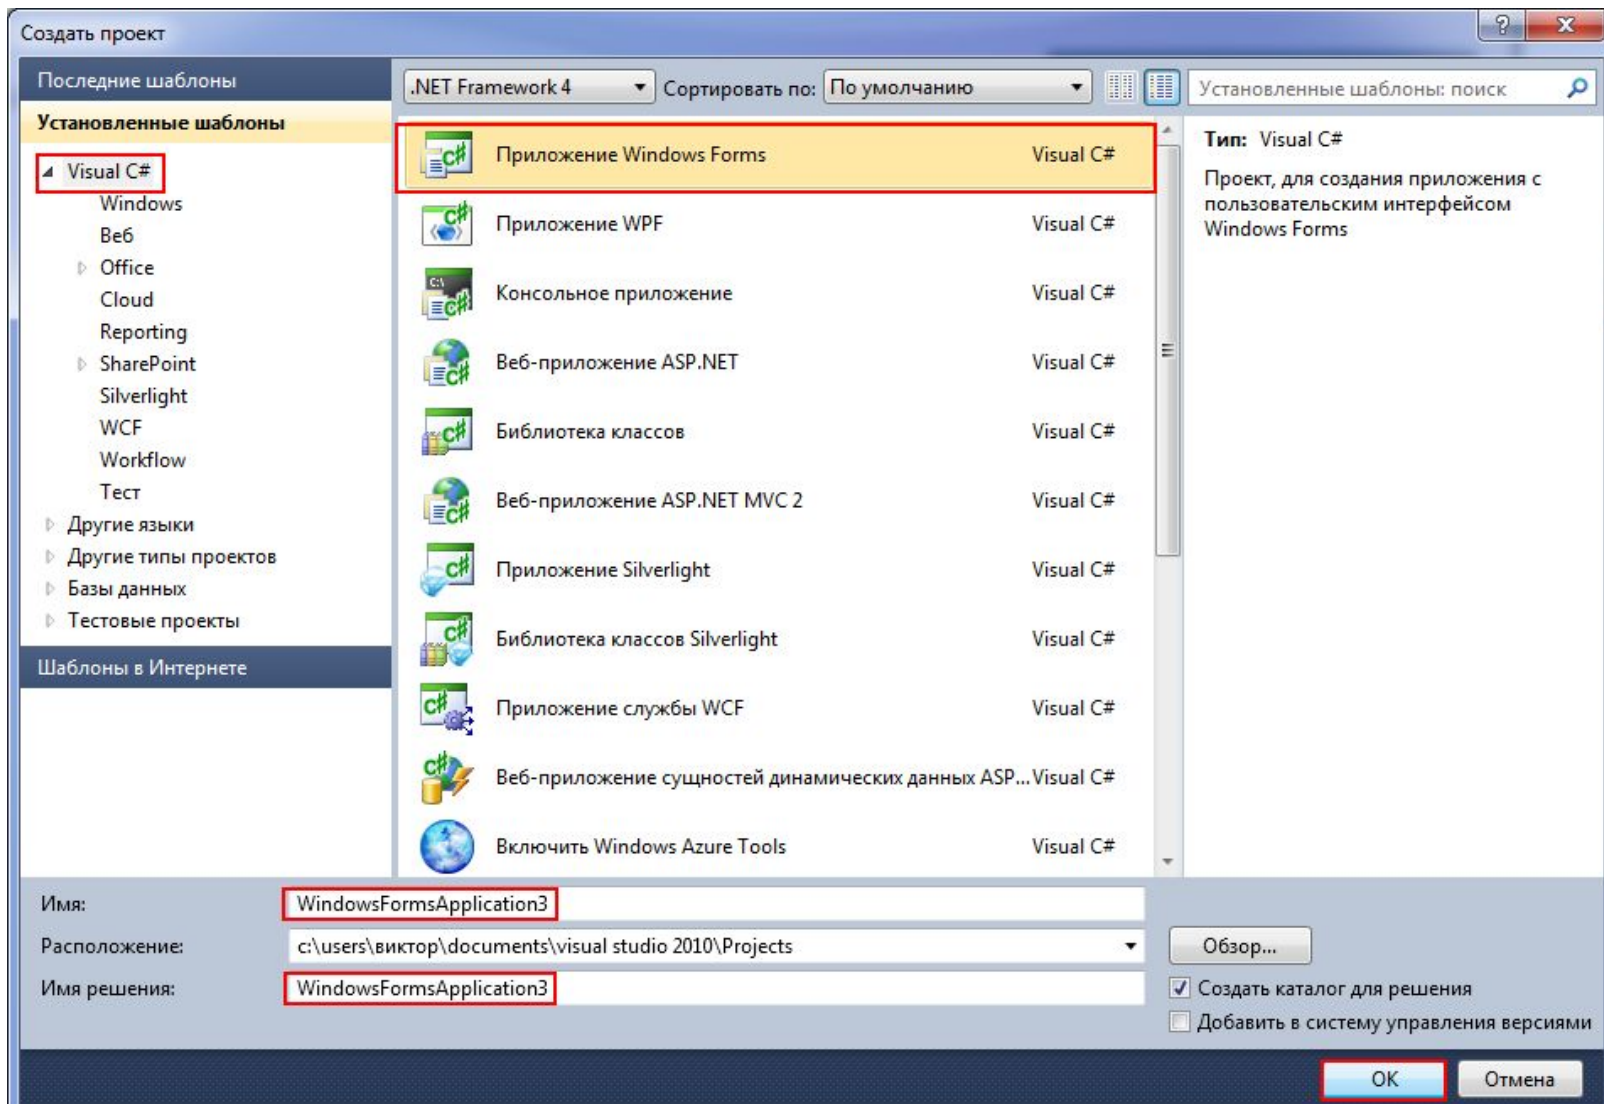 Создать проект
Последние шаблоны
Установленные шаблоны
Visual C#
Windows
Веб
Office
Cloud
Reporting
SharePoint
Silverlight
WCF
Workflow
Тест
Другие языки
Другие типы проектов
Базы данных
Тестовые проекты
Шаблоны в Интернете
.NET Framework 4 Сортировать по: По умолчанию
Приложение Windows Forms Visual C#
Приложение WPF Visual C#
Консольное приложение Visual C#
Веб-приложение ASP.NET Visual C#
Библиотека классов Visual C#
Веб-приложение ASP.NET MVC 2 Visual C#
Приложение Silverlight Visual C#
Библиотека классов Silverlight Visual C#
Приложение службы WCF Visual C#
Веб-приложение сущностей динамических данных ASP... Visual C#
Включить Windows Azure Tools Visual C#
Установленные шаблоны: поиск
Тип: Visual C#
Проект, для создания приложения с
пользовательским интерфейсом
Windows Forms
Имя: WindowsFormsApplication3
Расположение: c:\users\виктор\documents\visual studio 2010\Projects Обзор...
Имя решения: WindowsFormsApplication3
Создать каталог для решения
Добавить в систему управления версиями
ОК Отмена